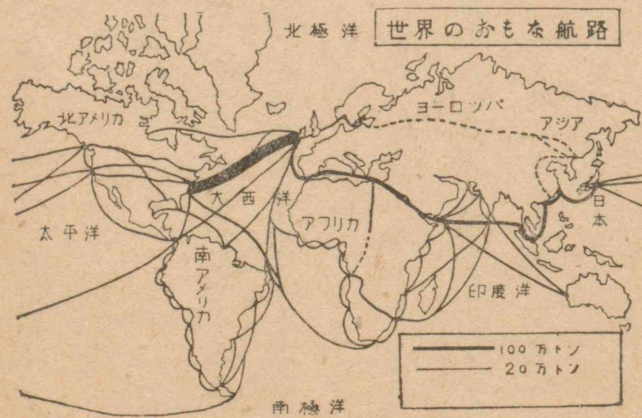 世界のおもな航路
北極洋
ヨーロッパ
アジア
北アメリカ
大西洋
日本
太平洋
アフリカ
南アメリカ
印度洋
100万トン
20万トン
南極洋